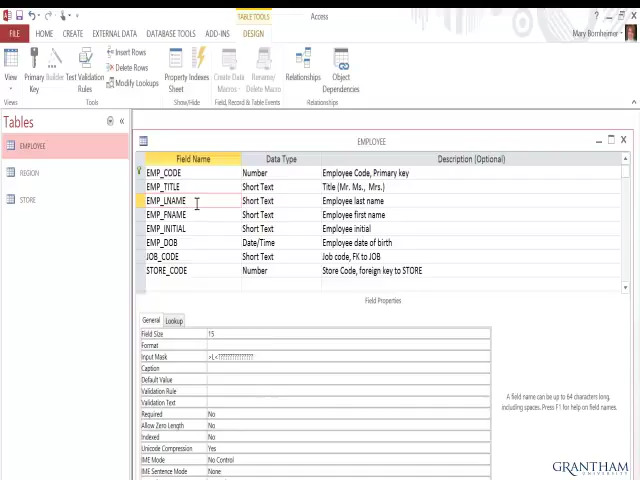 TABLE TOOLS Access
FILE HOME CREATE EXTERNAL DATA DATABASE TOOLS ADD-INS DESIGN Mary Bornheimer
View
Primary Key
Builder
Test Validation Rules
Insert Rows
Delete Rows
Modify Lookups
Property Sheet
Indexes
Create Data Macros
Rename/ Delete Macro
Relationships
Object Dependencies
Views Tools Show/Hide Field, Record & Table Events Relationships
Tables
EMPLOYEE
REGION
STORE
EMPLOYEE
Field Name Data Type Description (Optional)
EMP_CODE Number Employee Code, Primary key
EMP_TITLE Short Text Title (Mr. Ms., Mrs.)
EMP_LNAME Short Text Employee last name
EMP_FNAME Short Text Employee first name
EMP_INITIAL Short Text Employee initial
EMP_DOB Date/Time Employee date of birth
JOB_CODE Short Text Job code, FK to JOB
STORE_CODE Number Store Code, foreign key to STORE
Field Properties
General Lookup
Field Size 15
Format
Input Mask
Caption
Default Value
Validation Rule
Validation Text
Required No
Allow Zero Length No
Indexed No
Unicode Compression Yes
IME Mode No Control
IME Sentence Mode None
A field name can be up to 64 characters long,
including spaces. Press F1 for help on field names.
GRANTHAM
UNIVERSITY